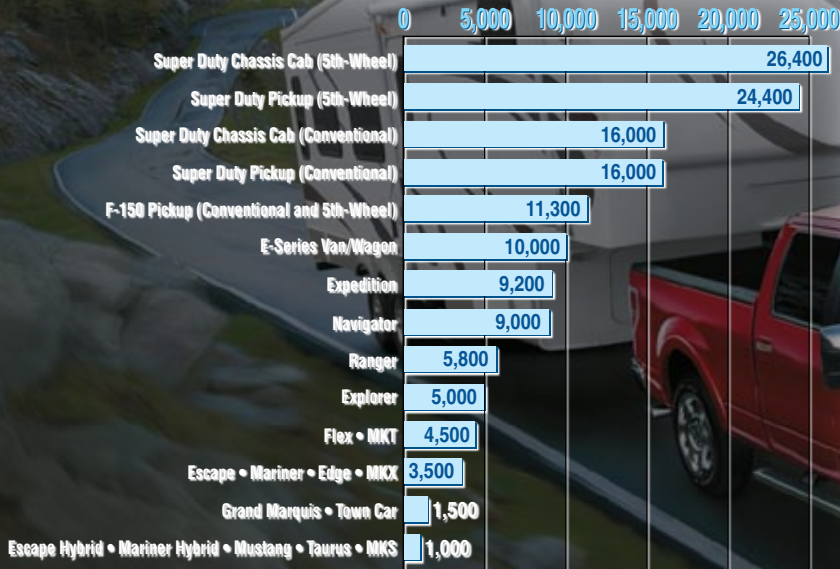 0 5,000 10,000 15,000 20,000 25,000
Super Duty Chassis Cab (5th-Wheel) 26,400
Super Duty Pickup (5th-Wheel) 24,400
Super Duty Chassis Cab (Conventional) 16,000
Super Duty Pickup (Conventional) 16,000
F-150 Pickup (Conventional and 5th-Wheel) 11,300
E-Series Van/Wagon 10,000
Expedition 9,200
Navigator 9,000
Ranger 5,800
Explorer 5,000
Flex • MKT 4,500
Escape • Mariner • Edge • MKX 3,500
Grand Marquis • Town Car 1,500
Escape Hybrid • Mariner Hybrid • Mustang • Taurus • MKS 1,000